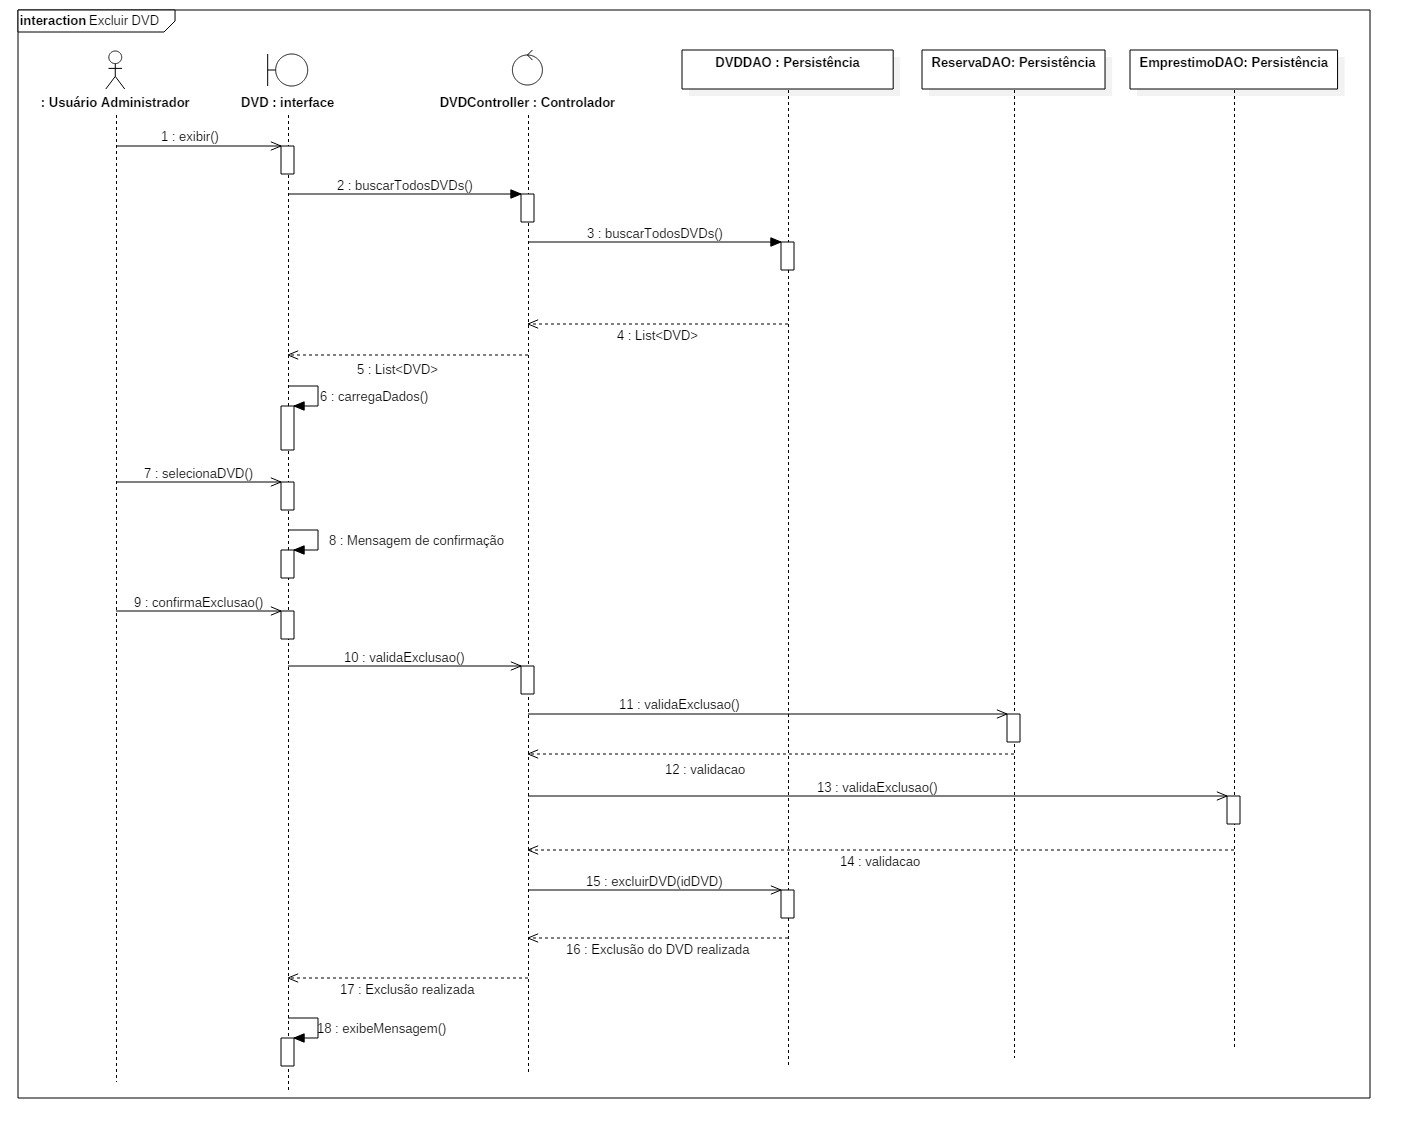 interaction Excluir DVD
: Usuário Administrador
DVD : interface
DVDController : Controlador
DVDDAO : Persistência
ReservaDAO: Persistência
EmprestimoDAO: Persistência
1 : exibir()
2 : buscarTodosDVDs()
3 : buscarTodosDVDs()
4 : List<DVD>
5 : List<DVD>
6 : carregaDados()
7 : selecionaDVD()
8 : Mensagem de confirmação
9 : confirmaExclusao()
10 : validaExclusao()
11 : validaExclusao()
12 : validacao
13 : validaExclusao()
14 : validacao
15 : excluirDVD(idDVD)
16 : Exclusão do DVD realizada
17 : Exclusão realizada
18 : exibeMensagem()